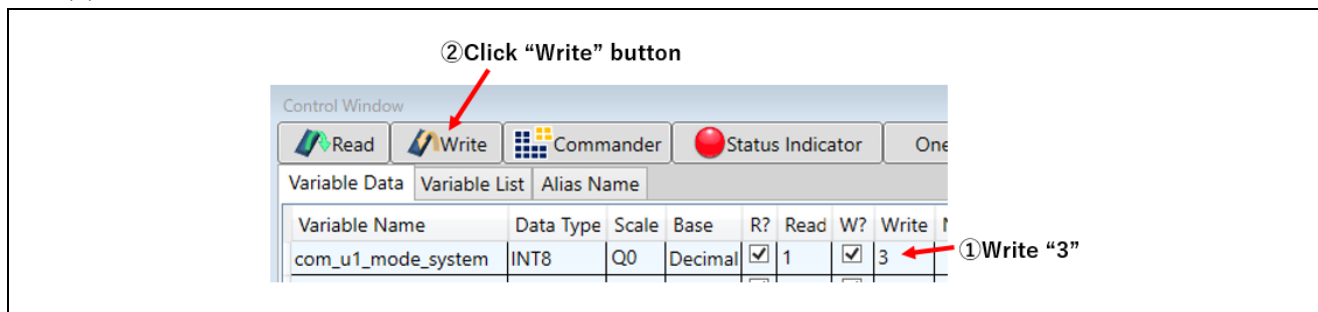 ②Click “Write” button
Control Window
Read Write Commander Status Indicator One
Variable Data Variable List Alias Name
Variable Name Data Type Scale Base R? Read W? Write
com_u1_mode_system INT8 Q0 Decimal 1 3
①Write “3”